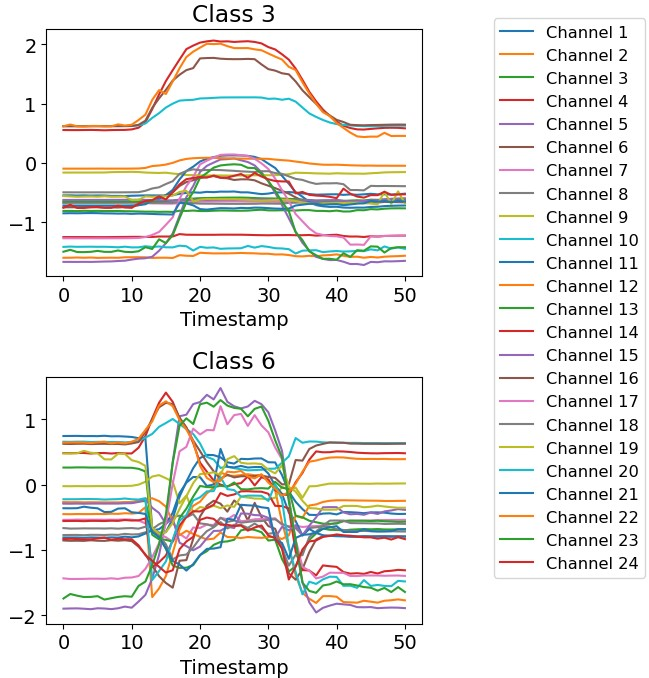 Class 3
2
1
0
−1
0 10 20 30 40 50
Timestamp
Class 6
1
0
−1
−2
0 10 20 30 40 50
Timestamp
Channel 1
Channel 2
Channel 3
Channel 4
Channel 5
Channel 6
Channel 7
Channel 8
Channel 9
Channel 10
Channel 11
Channel 12
Channel 13
Channel 14
Channel 15
Channel 16
Channel 17
Channel 18
Channel 19
Channel 20
Channel 21
Channel 22
Channel 23
Channel 24